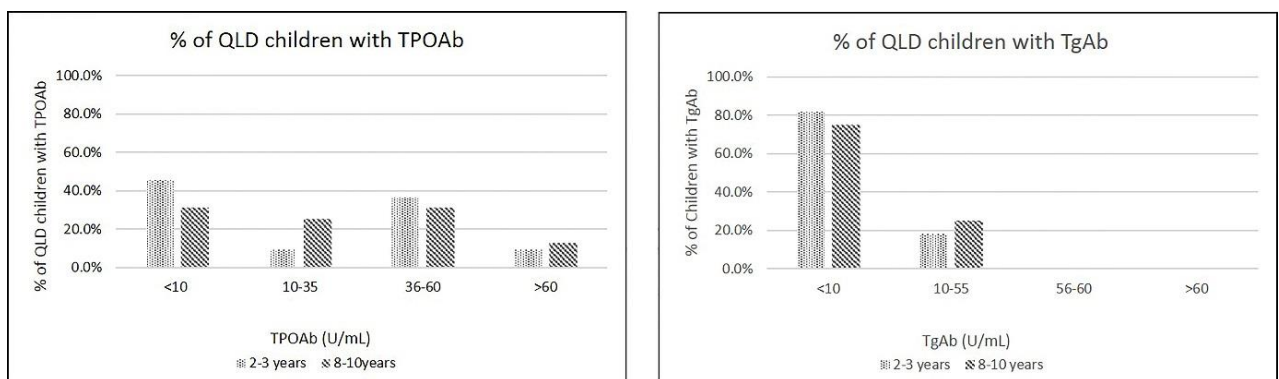 % of QLD children with TPOAb
% of QLD children with TPOAb
100.0%
80.0%
60.0%
40.0%
20.0%
0.0%
<10 10-35 36-60 >60
TPOAb (U/mL)
2-3 years 8-10years
% of QLD children with TgAb
% of Children with TgAb
100.0%
80.0%
60.0%
40.0%
20.0%
0.0%
<10 10-55 56-60 >60
TgAb (U/mL)
2-3 years 8-10years